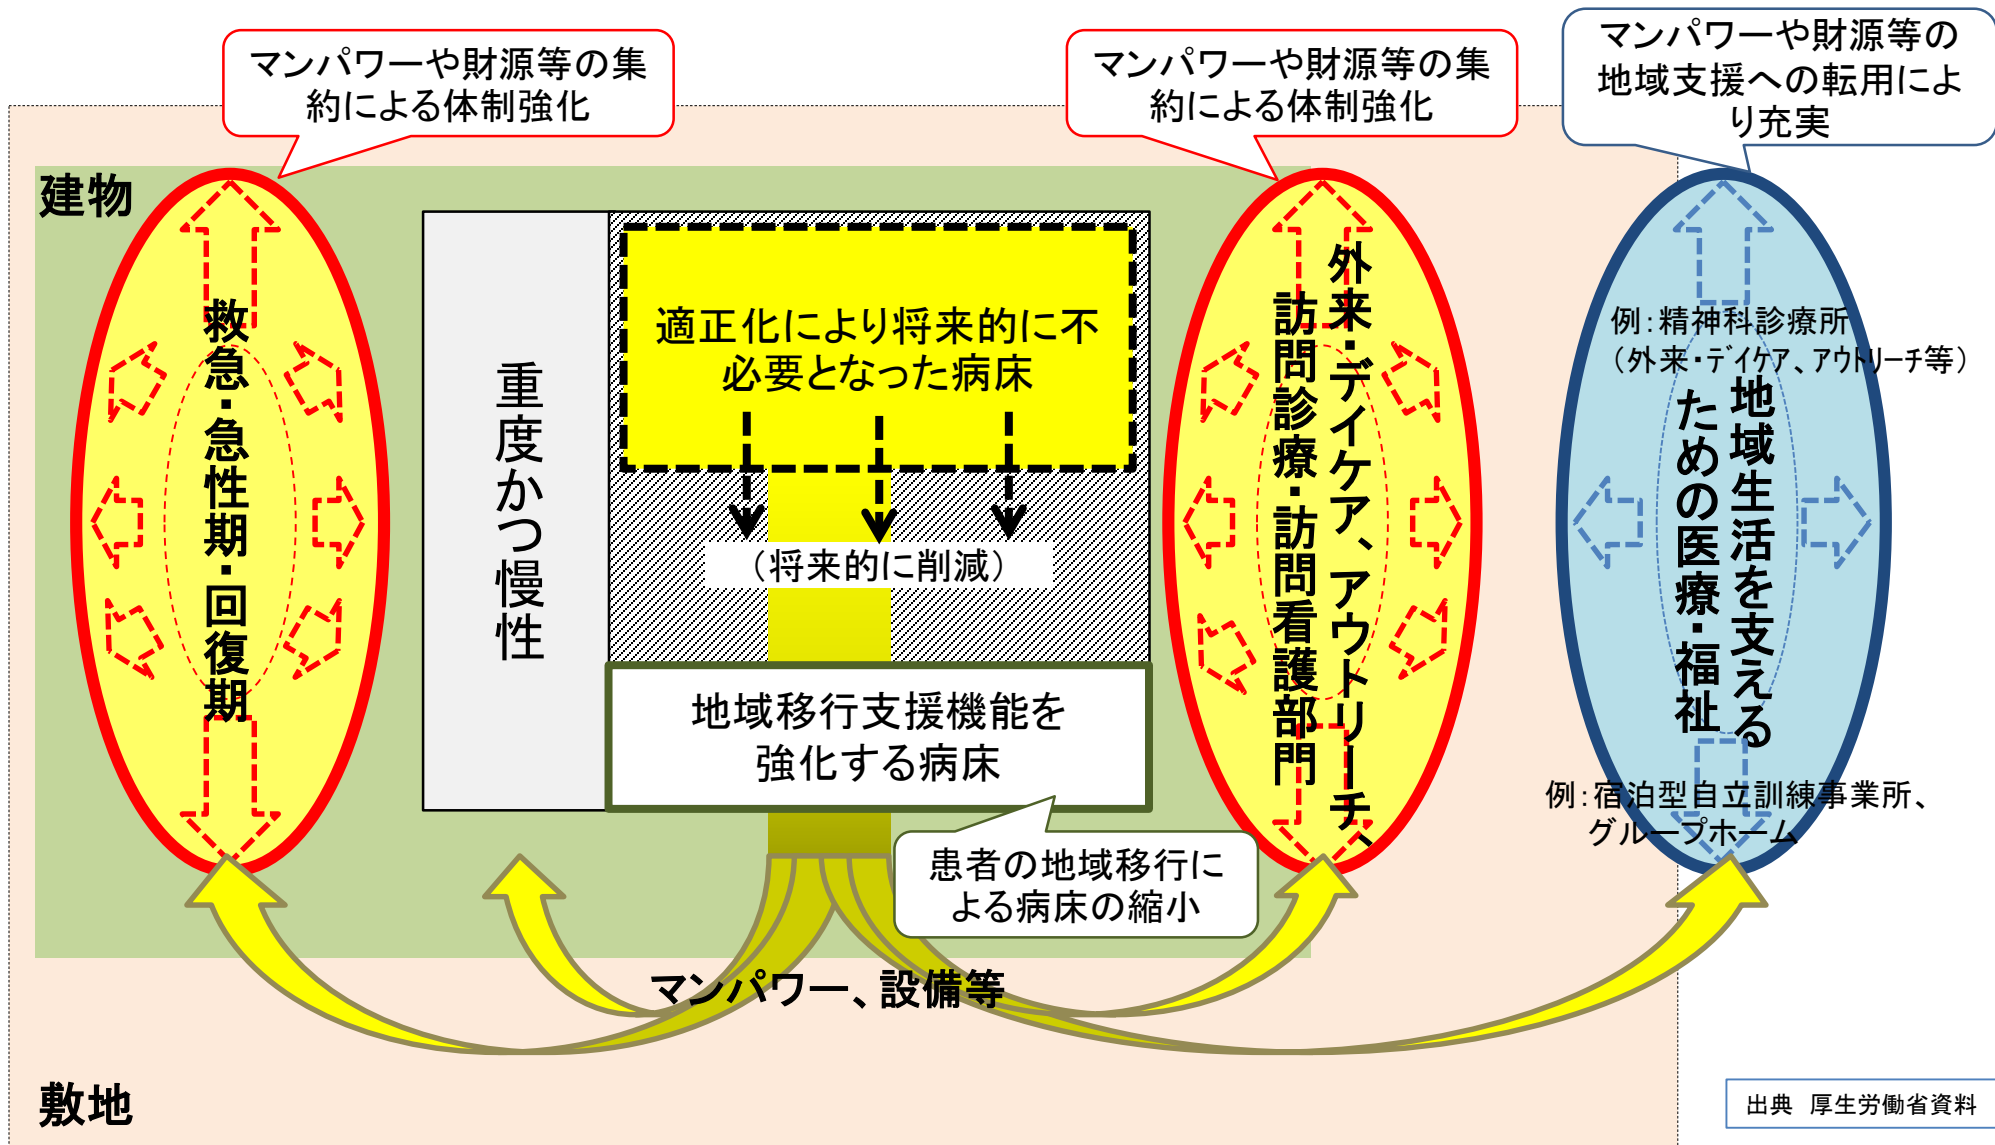 マンパワーや財源等の集
約による体制強化
マンパワーや財源等の集
約による体制強化
マンパワーや財源等の
地域支援への転用によ
り充実
建物
救急・急性期・回復期
重度かつ慢性
適正化により将来的に不
必要となった病床
（将来的に削減）
地域移行支援機能を
強化する病床
患者の地域移行に
よる病床の縮小
外来・デイケア、アウトリーチ、
訪問診療・訪問看護部門
例：精神科診療所
（外来・デイケア、アウトリーチ等）
地域生活を支える
ための医療・福祉
例：宿泊型自立訓練事業所、
グループホーム
マンパワー、設備等
敷地
出典　厚生労働省資料